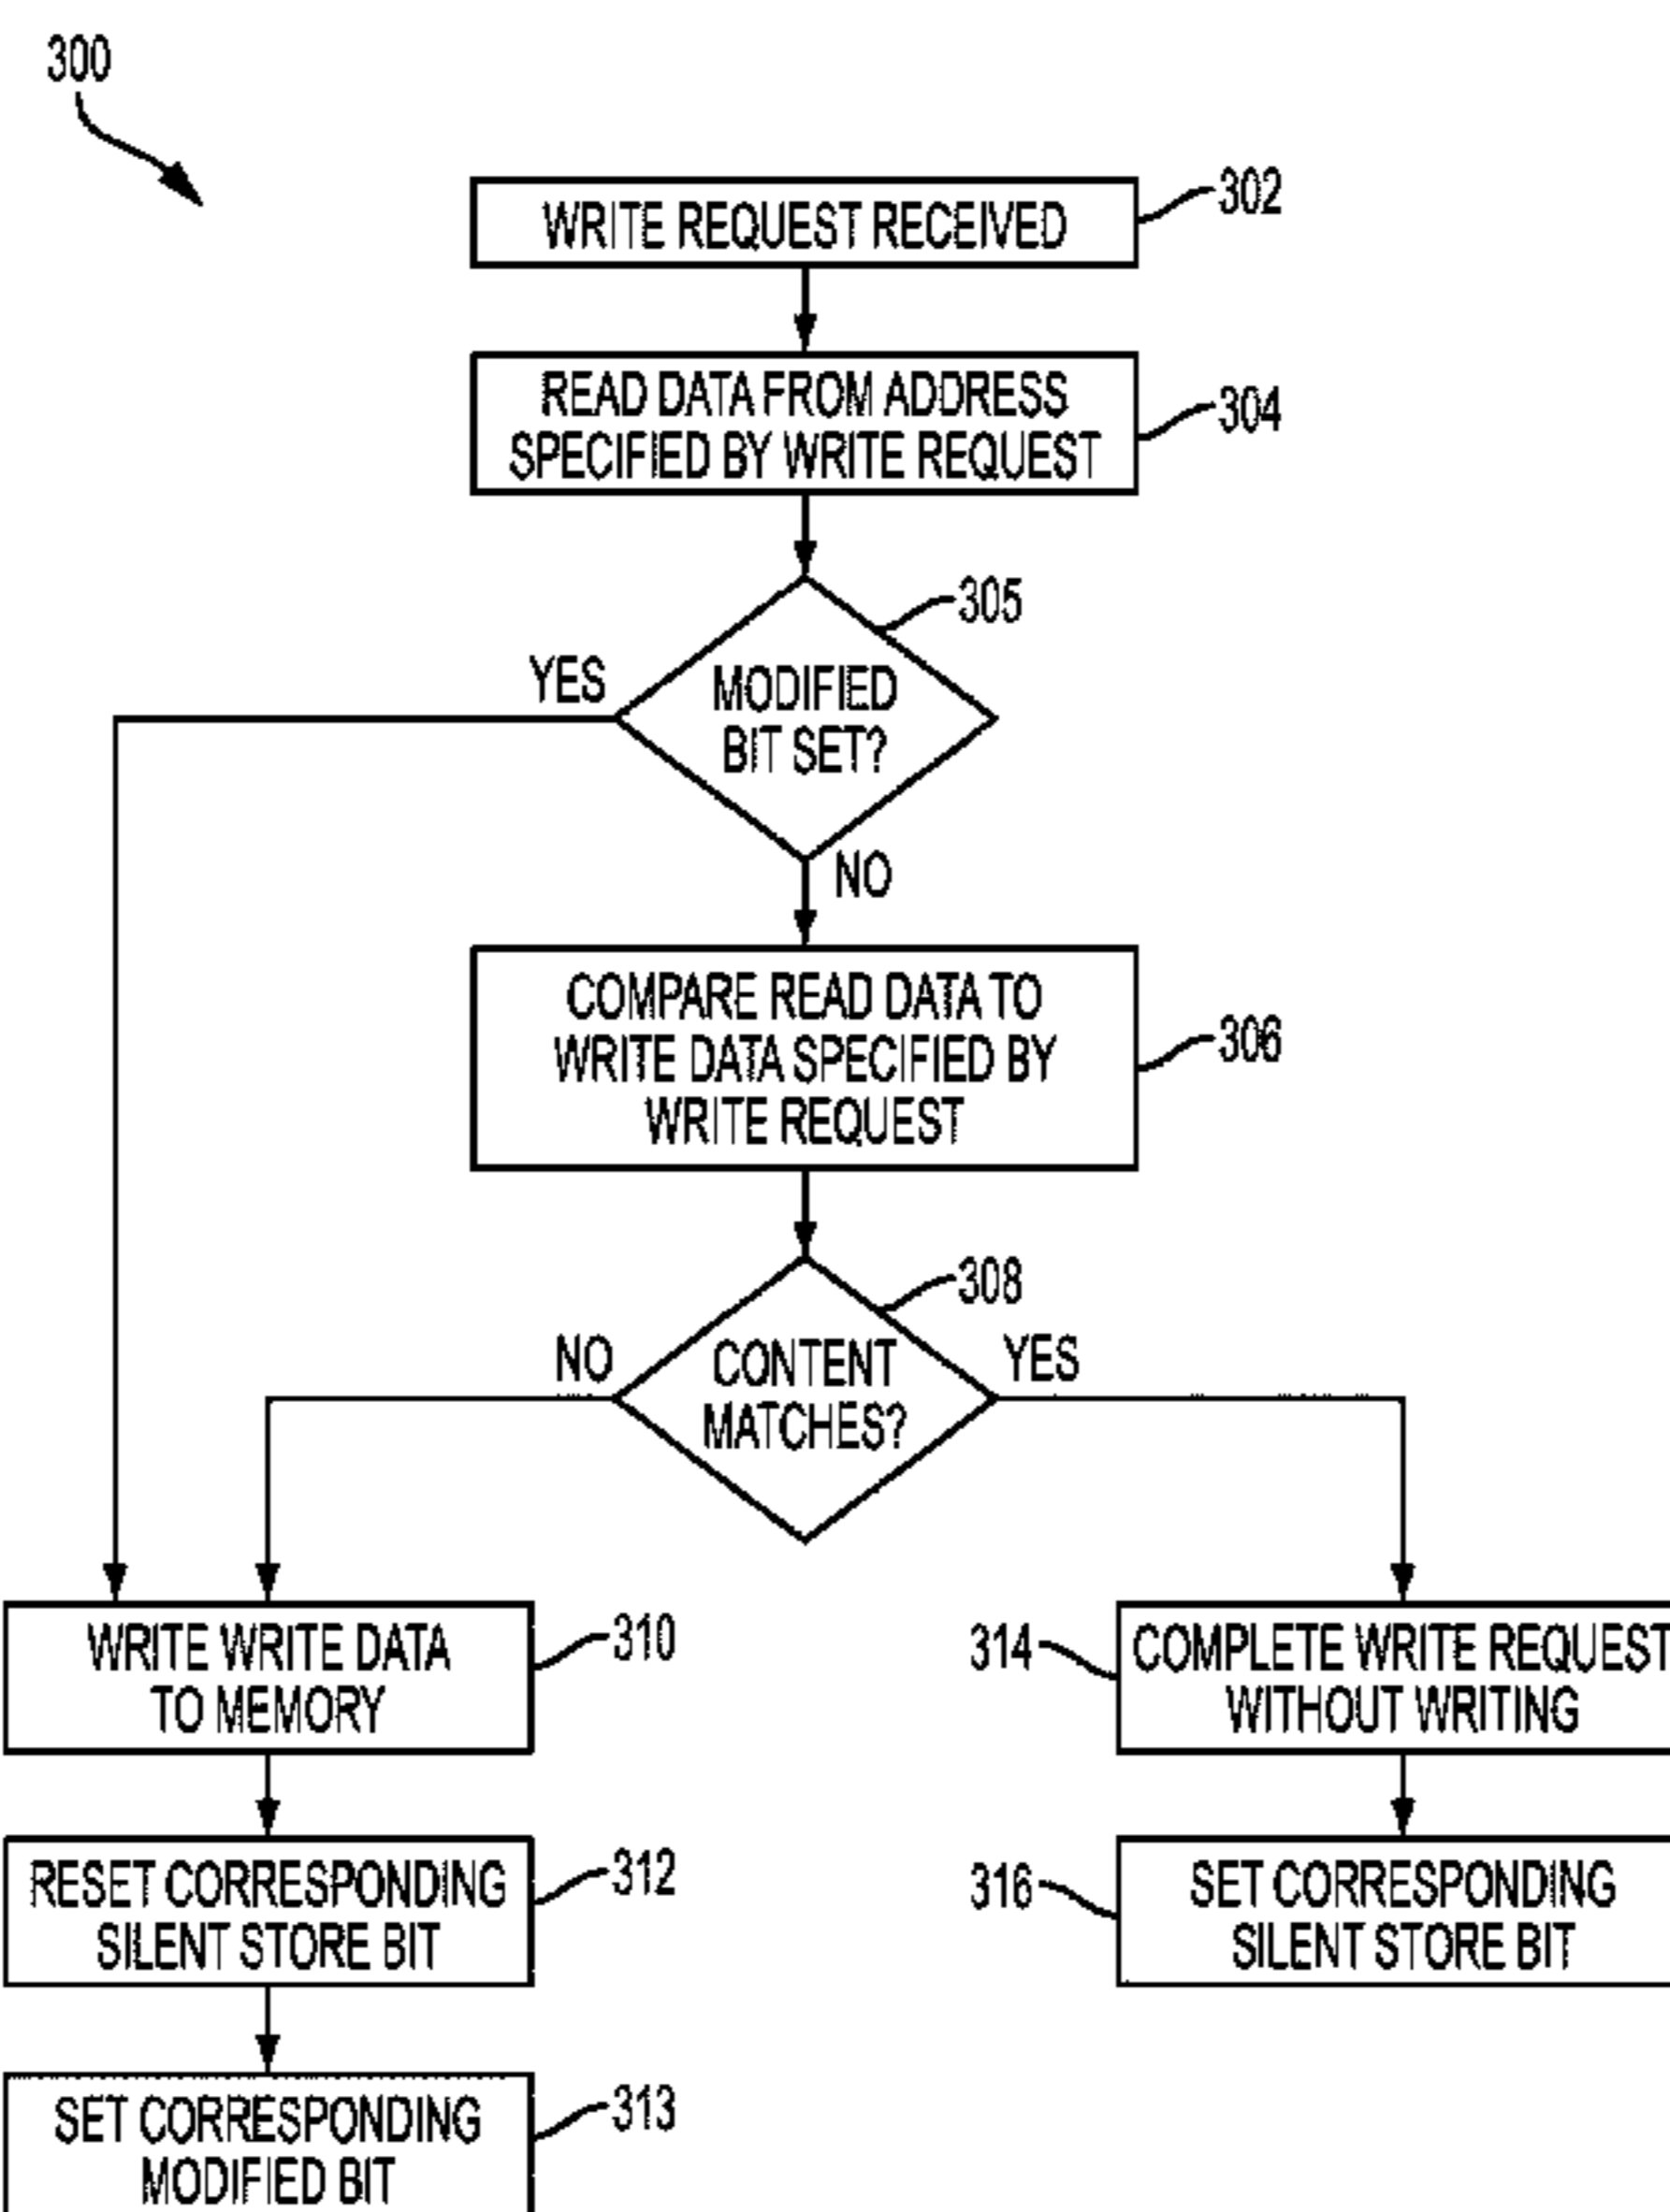 300
WRITE REQUEST RECEIVED
302
READ DATA FROM ADDRESS
SPECIFIED BY WRITE REQUEST
304
305
YES
MODIFIED
BIT SET?
NO
COMPARE READ DATA TO
WRITE DATA SPECIFIED BY
WRITE REQUEST
306
308
NO
CONTENT
MATCHES?
YES
WRITE WRITE DATA
TO MEMORY
310
314
COMPLETE WRITE REQUEST
WITHOUT WRITING
RESET CORRESPONDING
SILENT STORE BIT
312
316
SET CORRESPONDING
SILENT STORE BIT
SET CORRESPONDING
MODIFIED BIT
313